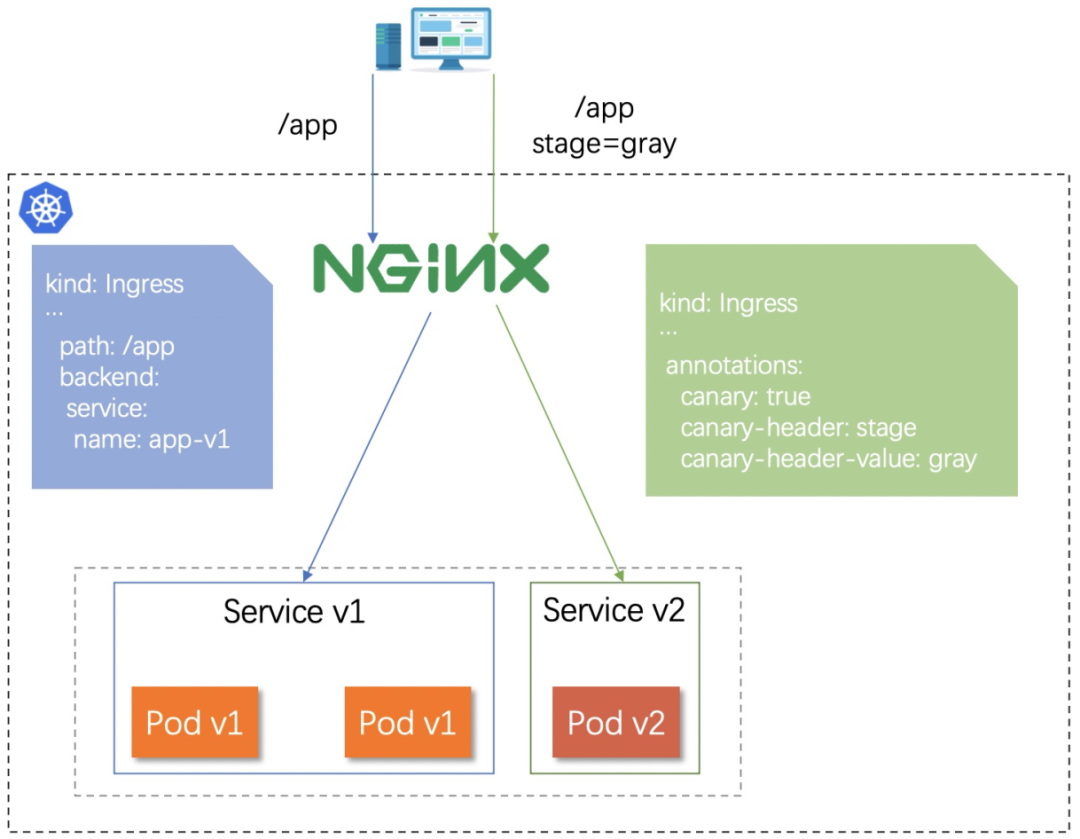 /app
/app
stage=gray
NGINX
kind: Ingress
...
path: /app
backend:
service:
name: app-v1
kind: Ingress
...
annotations:
canary: true
canary-header: stage
canary-header-value: gray
Service v1
Pod v1
Pod v1
Service v2
Pod v2